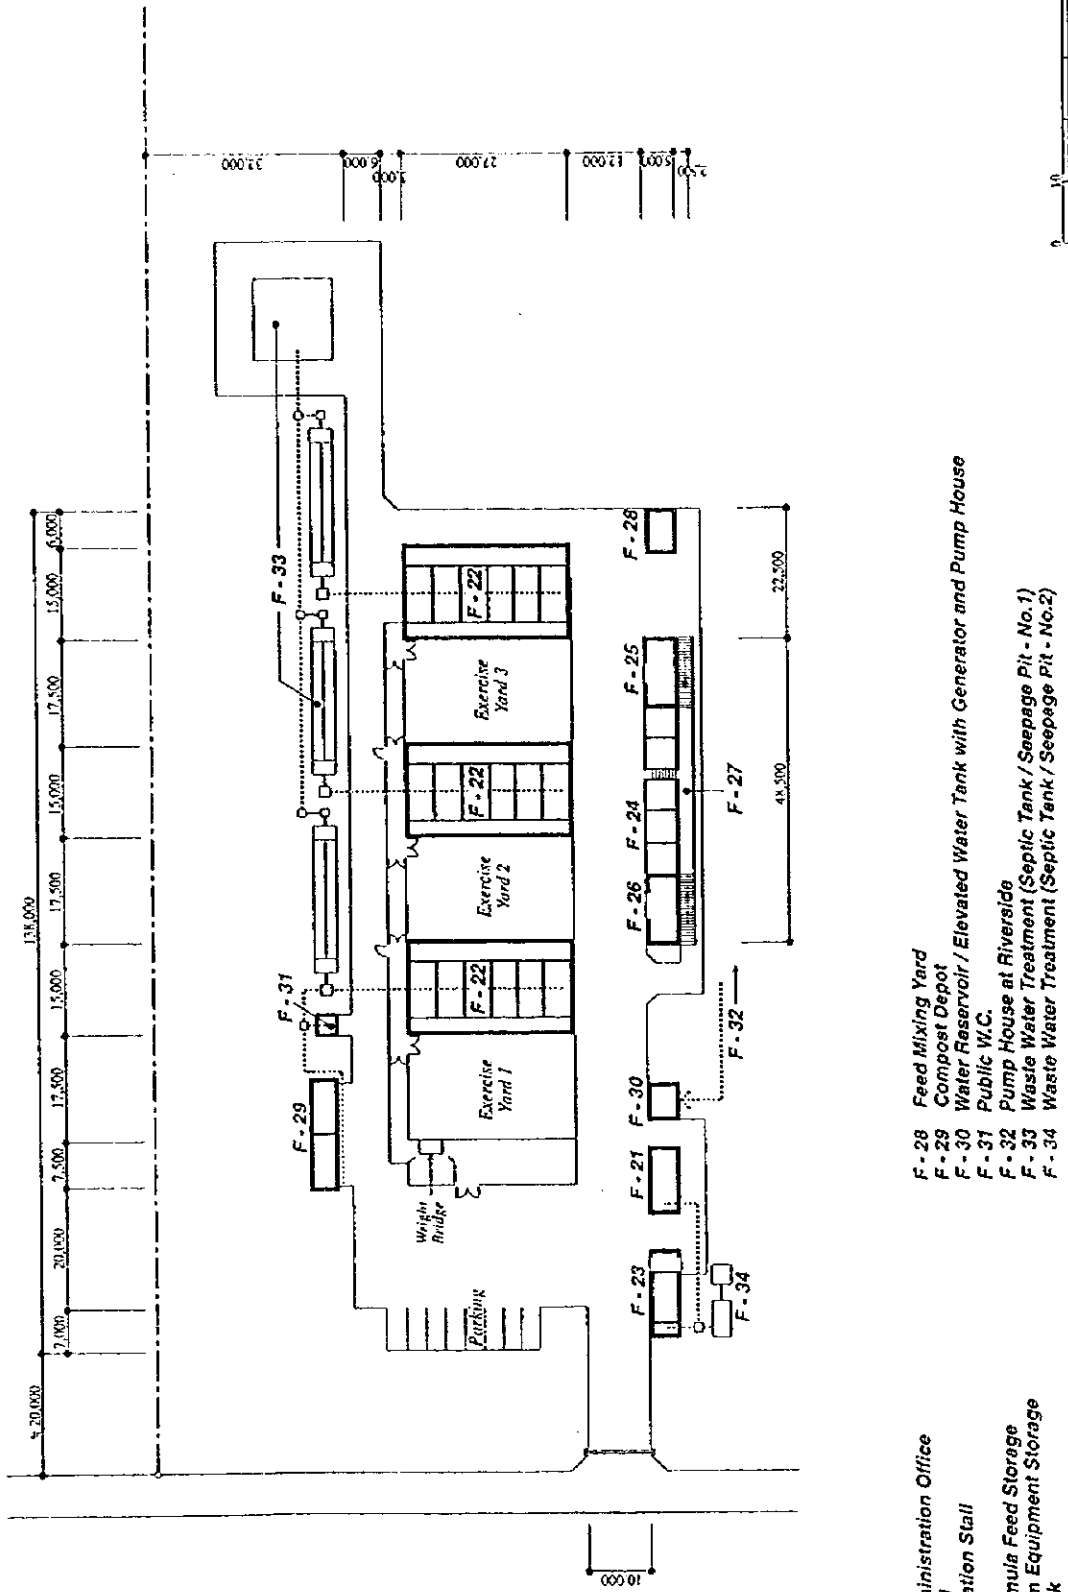 138,000
≒ 20,000
7,000
20,000
7,500
17,500
15,000
17,500
15,000
17,500
15,000
6,000
33,000
6,000
3,000
27,000
12,000
5,000
F - 33
F - 31
F - 29
F - 22
F - 22
F - 22
Exercise
Yard 1
Exercise
Yard 2
Exercise
Yard 3
Weight
Bridge
Parking
F - 23
F - 21
F - 30
F - 26
F - 24
F - 25
F - 28
F - 34
F - 32
F - 27
48,500
22,500
10,000
0
10
inistration Office
ation Stall
mula Feed Storage
m Equipment Storage
k
F - 28 Feed Mixing Yard
F - 29 Compost Depot
F - 30 Water Reservoir / Elevated Water Tank with Generator and Pump House
F - 31 Public W.C.
F - 32 Pump House at Riverside
F - 33 Waste Water Treatment (Septic Tank / Seepage Pit - No.1)
F - 34 Waste Water Treatment (Septic Tank / Seepage Pit - No.2)